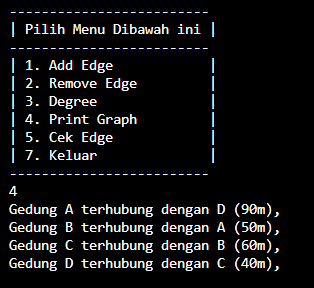 -------------------------
| Pilih Menu Dibawah ini |
-------------------------
| 1. Add Edge            |
| 2. Remove Edge         |
| 3. Degree              |
| 4. Print Graph         |
| 5. Cek Edge            |
| 7. Keluar              |
-------------------------
4
Gedung A terhubung dengan D (90m),
Gedung B terhubung dengan A (50m),
Gedung C terhubung dengan B (60m),
Gedung D terhubung dengan C (40m),